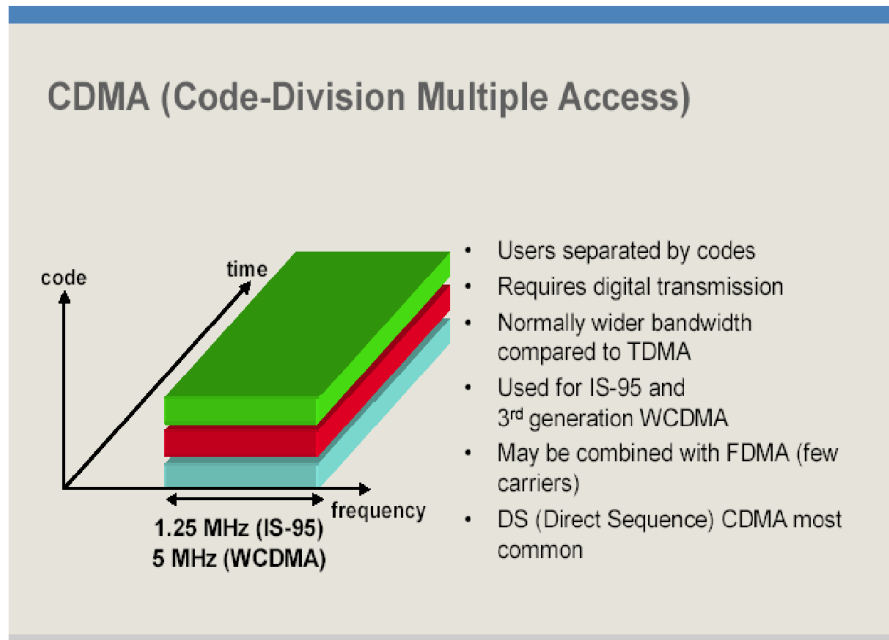 CDMA (Code-Division Multiple Access)
code
time
frequency
1.25 MHz (IS-95)
5 MHz (WCDMA)
• Users separated by codes
• Requires digital transmission
• Normally wider bandwidth
compared to TDMA
• Used for IS-95 and
3rd generation WCDMA
• May be combined with FDMA (few
carriers)
• DS (Direct Sequence) CDMA most
common